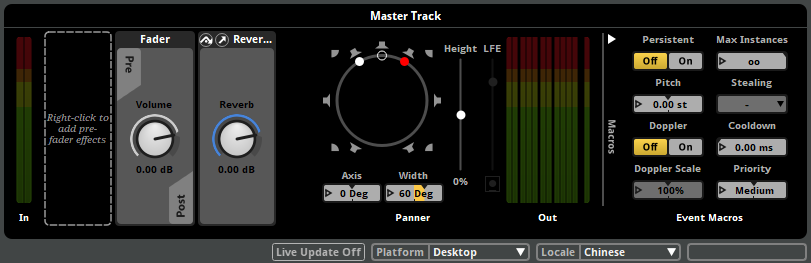 Master Track
Fader
Rever...
Pre
Volume
0.00 dB
Post
Reverb
0.00 dB
Right-click to
add pre-
fader effects
In
Height
LFE
0%
Axis
0 Deg
Width
60 Deg
Panner
Out
Macros
Persistent
Off On
Max Instances
oo
Pitch
0.00 st
Stealing
-
Doppler
Off On
Cooldown
0.00 ms
Doppler Scale
100%
Priority
Medium
Event Macros
Live Update Off
Platform Desktop
Locale Chinese